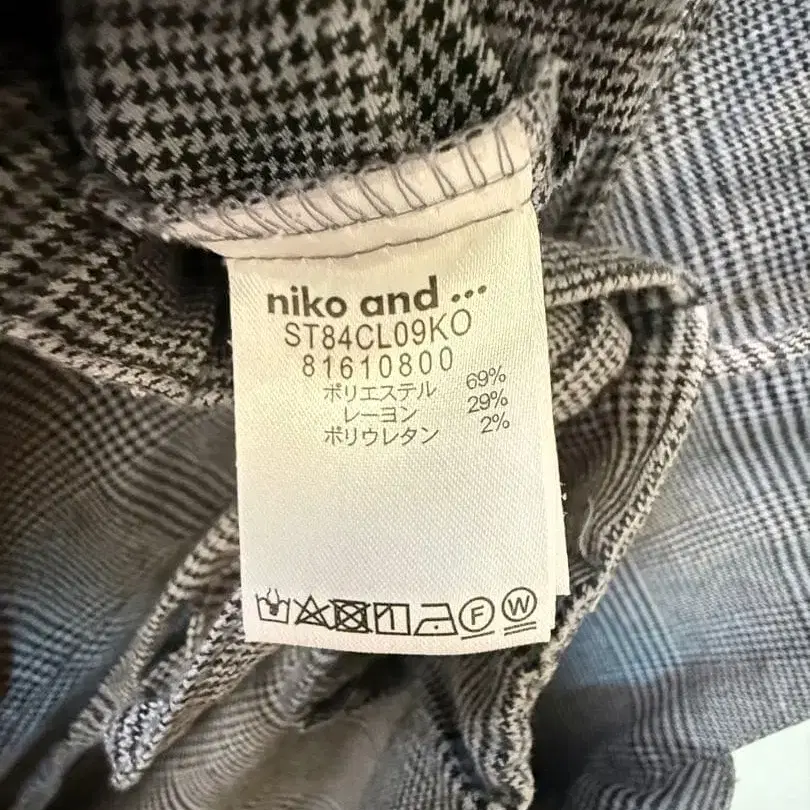 niko and ...
ST84CL09KO
81610800
ポリエステル 69%
レーヨン 29%
ポリウレタン 2%
F W